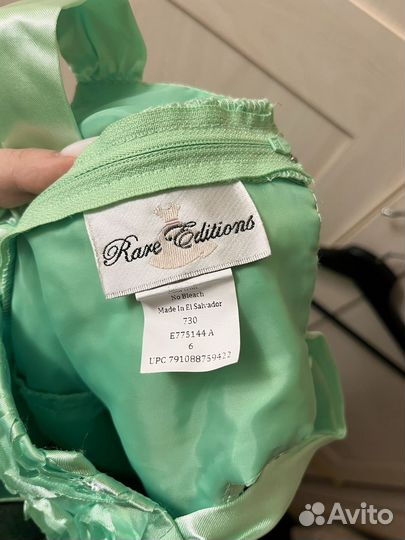 Rare Editions
No Bleach
Made In El Salvador
730
E775144 A
6
UPC 791088759422
Avito